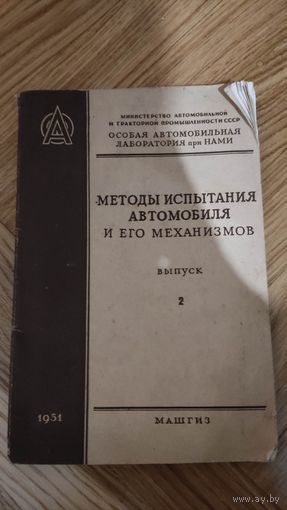 МИНИСТЕРСТВО АВТОМОБИЛЬНОЙ
И ТРАКТОРНОЙ ПРОМЫШЛЕННОСТИ СССР
ОСОБАЯ АВТОМОБИЛЬНАЯ
ЛАБОРАТОРИЯ при НАМИ
МЕТОДЫ ИСПЫТАНИЯ
АВТОМОБИЛЯ
И ЕГО МЕХАНИЗМОВ
ВЫПУСК
2
1951
МАШГИЗ
www.ay.by